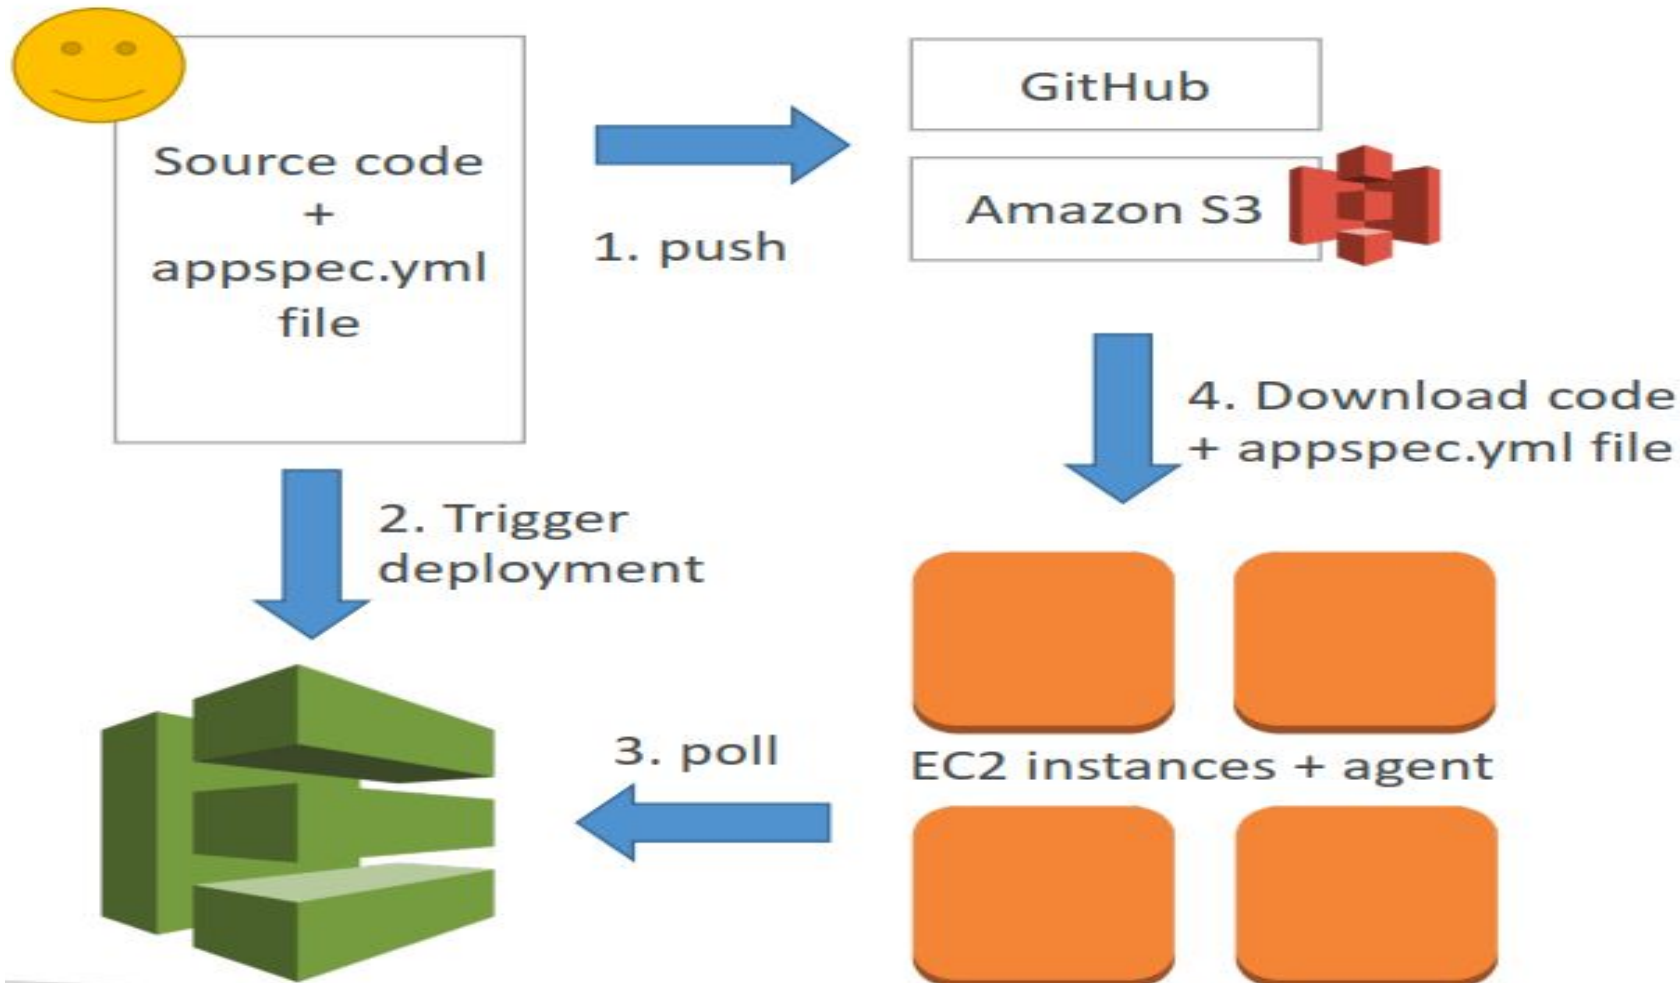 Source code
+
appspec.yml
file
1. push
GitHub
Amazon S3
2. Trigger
deployment
3. poll
4. Download code
+ appspec.yml file
EC2 instances + agent